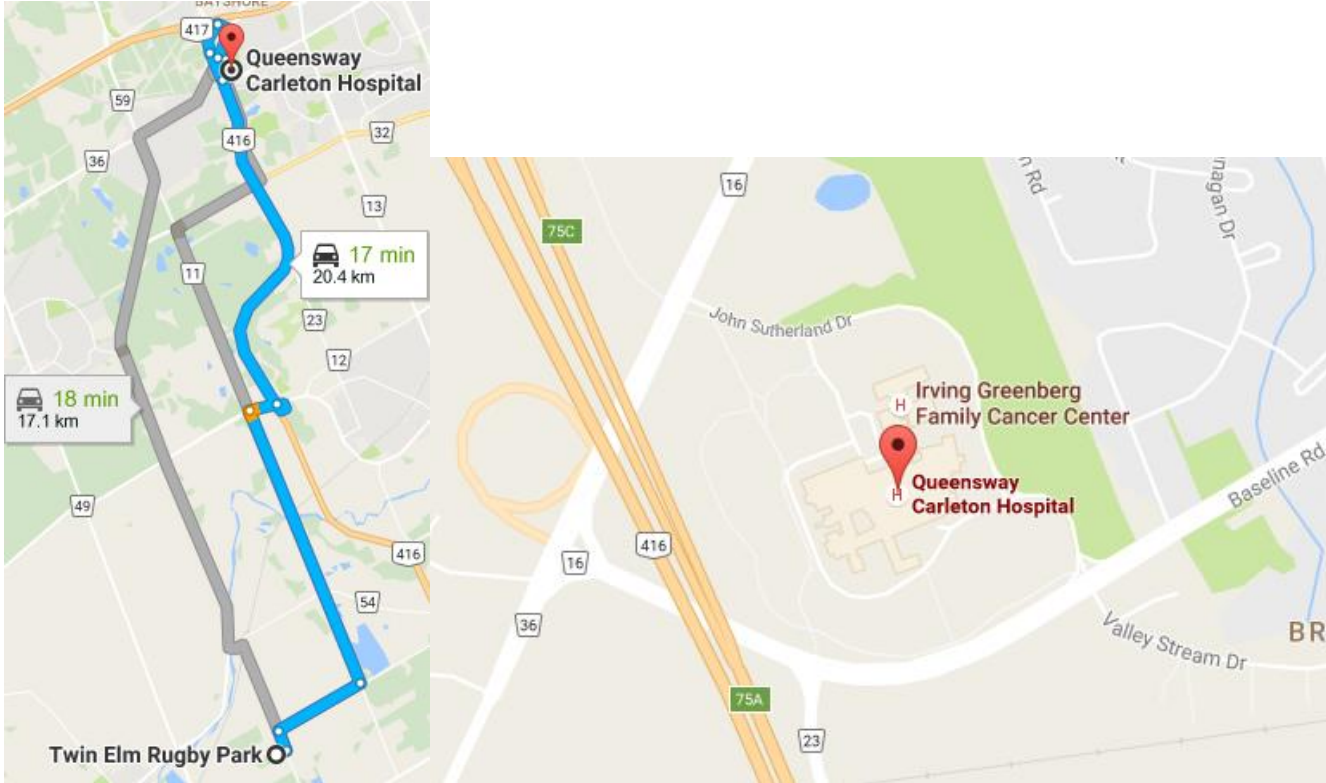 BAYSHORE
417
Queensway
Carleton Hospital
59
416
32
36
13
17 min
20.4 km
11
23
12
18 min
17.1 km
49
416
54
Twin Elm Rugby Park
16
75C
John Sutherland Dr
Irving Greenberg
Family Cancer Center
H
Queensway
Carleton Hospital
H
Baseline Rd
416
16
36
Valley Stream Dr
BR
75A
23